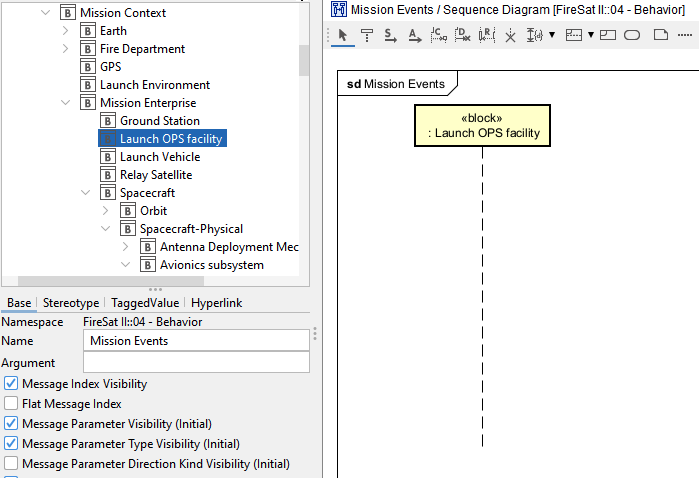 Mission Context
B Earth
B Fire Department
B GPS
B Launch Environment
B Mission Enterprise
B Ground Station
B Launch OPS facility
B Launch Vehicle
B Relay Satellite
B Spacecraft
B Orbit
B Spacecraft-Physical
B Antenna Deployment Mec
B Avionics subsystem
Base Stereotype TaggedValue Hyperlink
Namespace FireSat II::04 - Behavior
Name Mission Events
Argument
Message Index Visibility
Flat Message Index
Message Parameter Visibility (Initial)
Message Parameter Type Visibility (Initial)
Message Parameter Direction Kind Visibility (Initial)
Mission Events / Sequence Diagram [FireSat II::04 - Behavior]
sd Mission Events
«block»
: Launch OPS facility